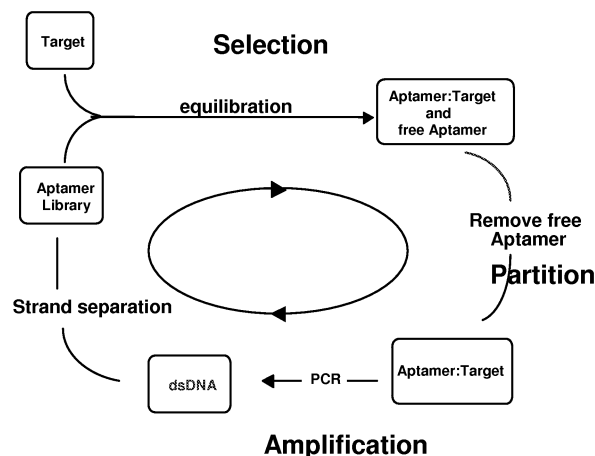 Selection
Target
equilibration
Aptamer:Target
and
free Aptamer
Aptamer
Library
Remove free
Aptamer
Partition
Strand separation
Aptamer:Target
PCR
dsDNA
Amplification